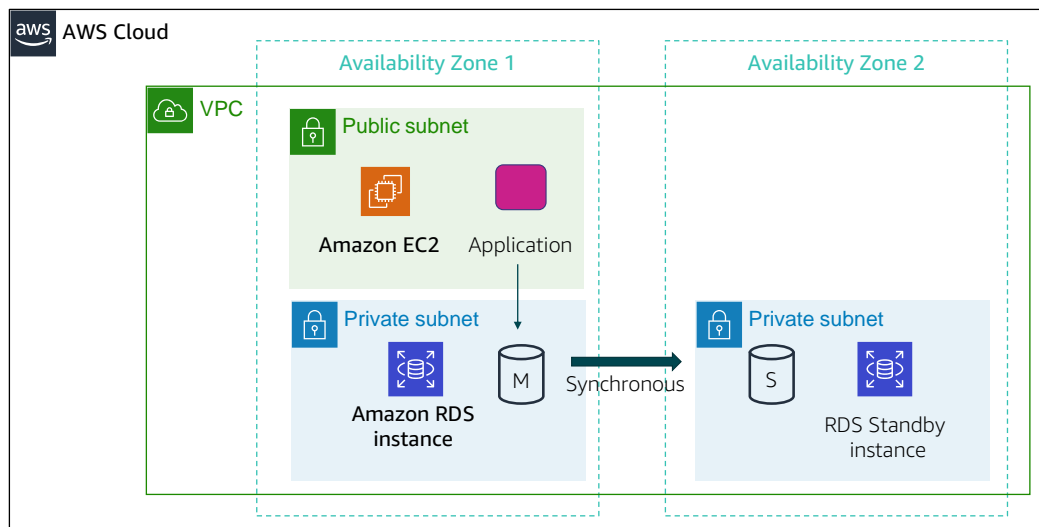 aws
AWS Cloud
Availability Zone 1
Availability Zone 2
VPC
Public subnet
Amazon EC2
Application
Private subnet
M
Amazon RDS
instance
Synchronous
Private subnet
S
RDS Standby
instance